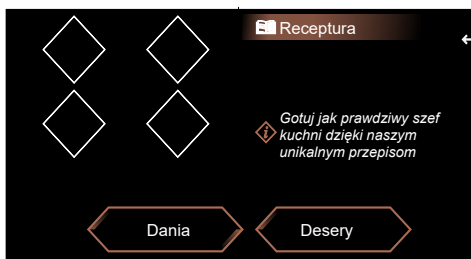 Receptura
Gotuj jak prawdziwy szef
kuchni dzięki naszym
unikalnym przepisom
Dania
Desery